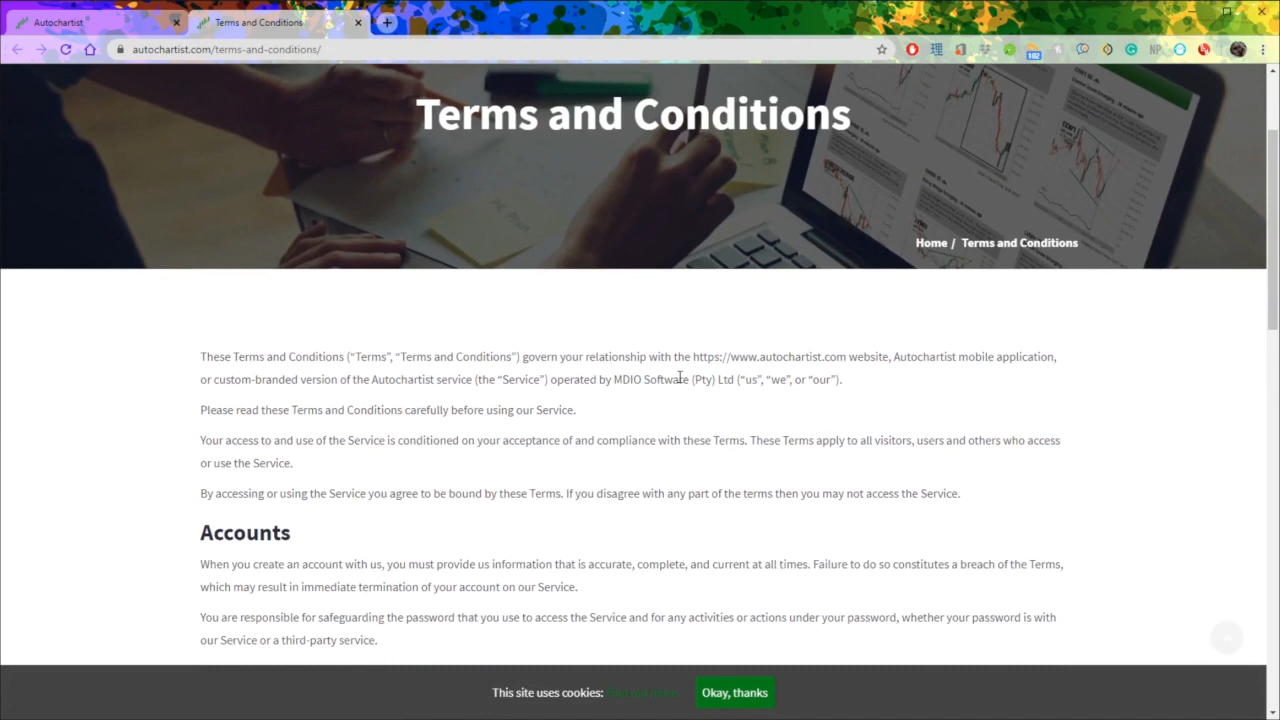 Autochartist
Terms and Conditions
autochartist.com/terms-and-conditions/
102
NP
Terms and Conditions
Home / Terms and Conditions
These Terms and Conditions (“Terms”, “Terms and Conditions”) govern your relationship with the https://www.autochartist.com website, Autochartist mobile application,
or custom-branded version of the Autochartist service (the “Service”) operated by MDIO Software (Pty) Ltd (“us”, “we”, or “our”).
Please read these Terms and Conditions carefully before using our Service.
Your access to and use of the Service is conditioned on your acceptance of and compliance with these Terms. These Terms apply to all visitors, users and others who access
or use the Service.
By accessing or using the Service you agree to be bound by these Terms. If you disagree with any part of the terms then you may not access the Service.
Accounts
When you create an account with us, you must provide us information that is accurate, complete, and current at all times. Failure to do so constitutes a breach of the Terms,
which may result in immediate termination of your account on our Service.
You are responsible for safeguarding the password that you use to access the Service and for any activities or actions under your password, whether your password is with
our Service or a third-party service.
This site uses cookies:
Okay, thanks